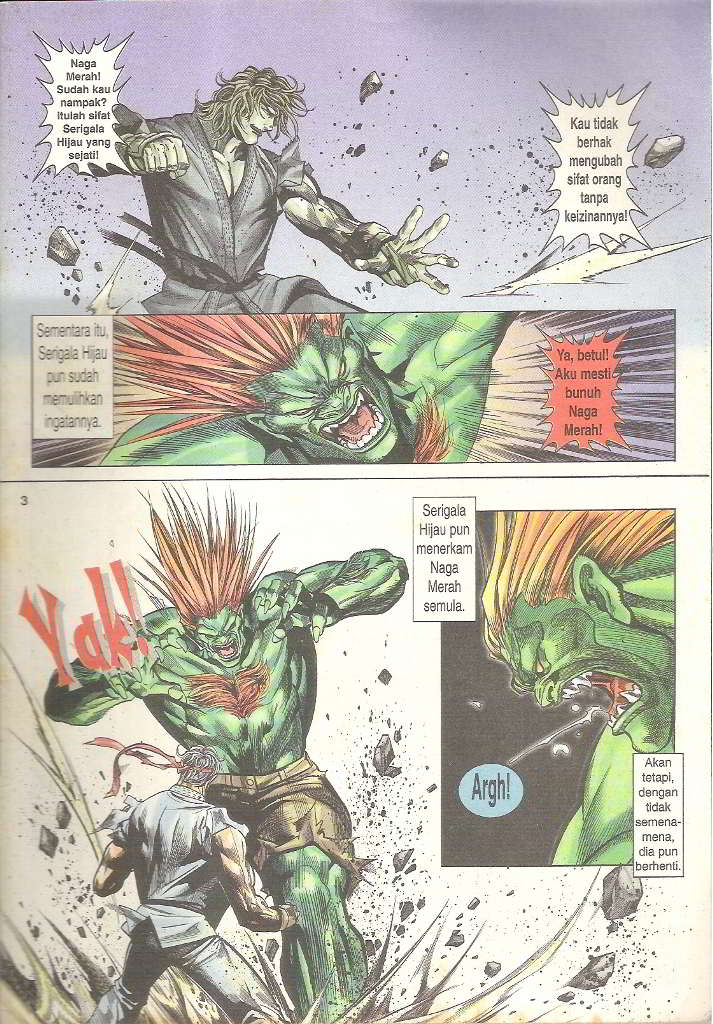 Naga
Merah!
Sudah kau
nampak?
Itulah sifat
Serigala
Hijau yang
sejati!
Kau tidak
berhak
mengubah
sifat orang
tanpa
keizinannya!
Sementara itu,
Serigala Hijau
pun sudah
memulihkan
ingatannya.
Ya, betul!
Aku mesti
bunuh
Naga
Merah!
3
Yak!
Serigala
Hijau pun
menerkam
Naga
Merah
semula.
Argh!
Akan
tetapi,
dengan
tidak
semena-
mena,
dia pun
berhenti.